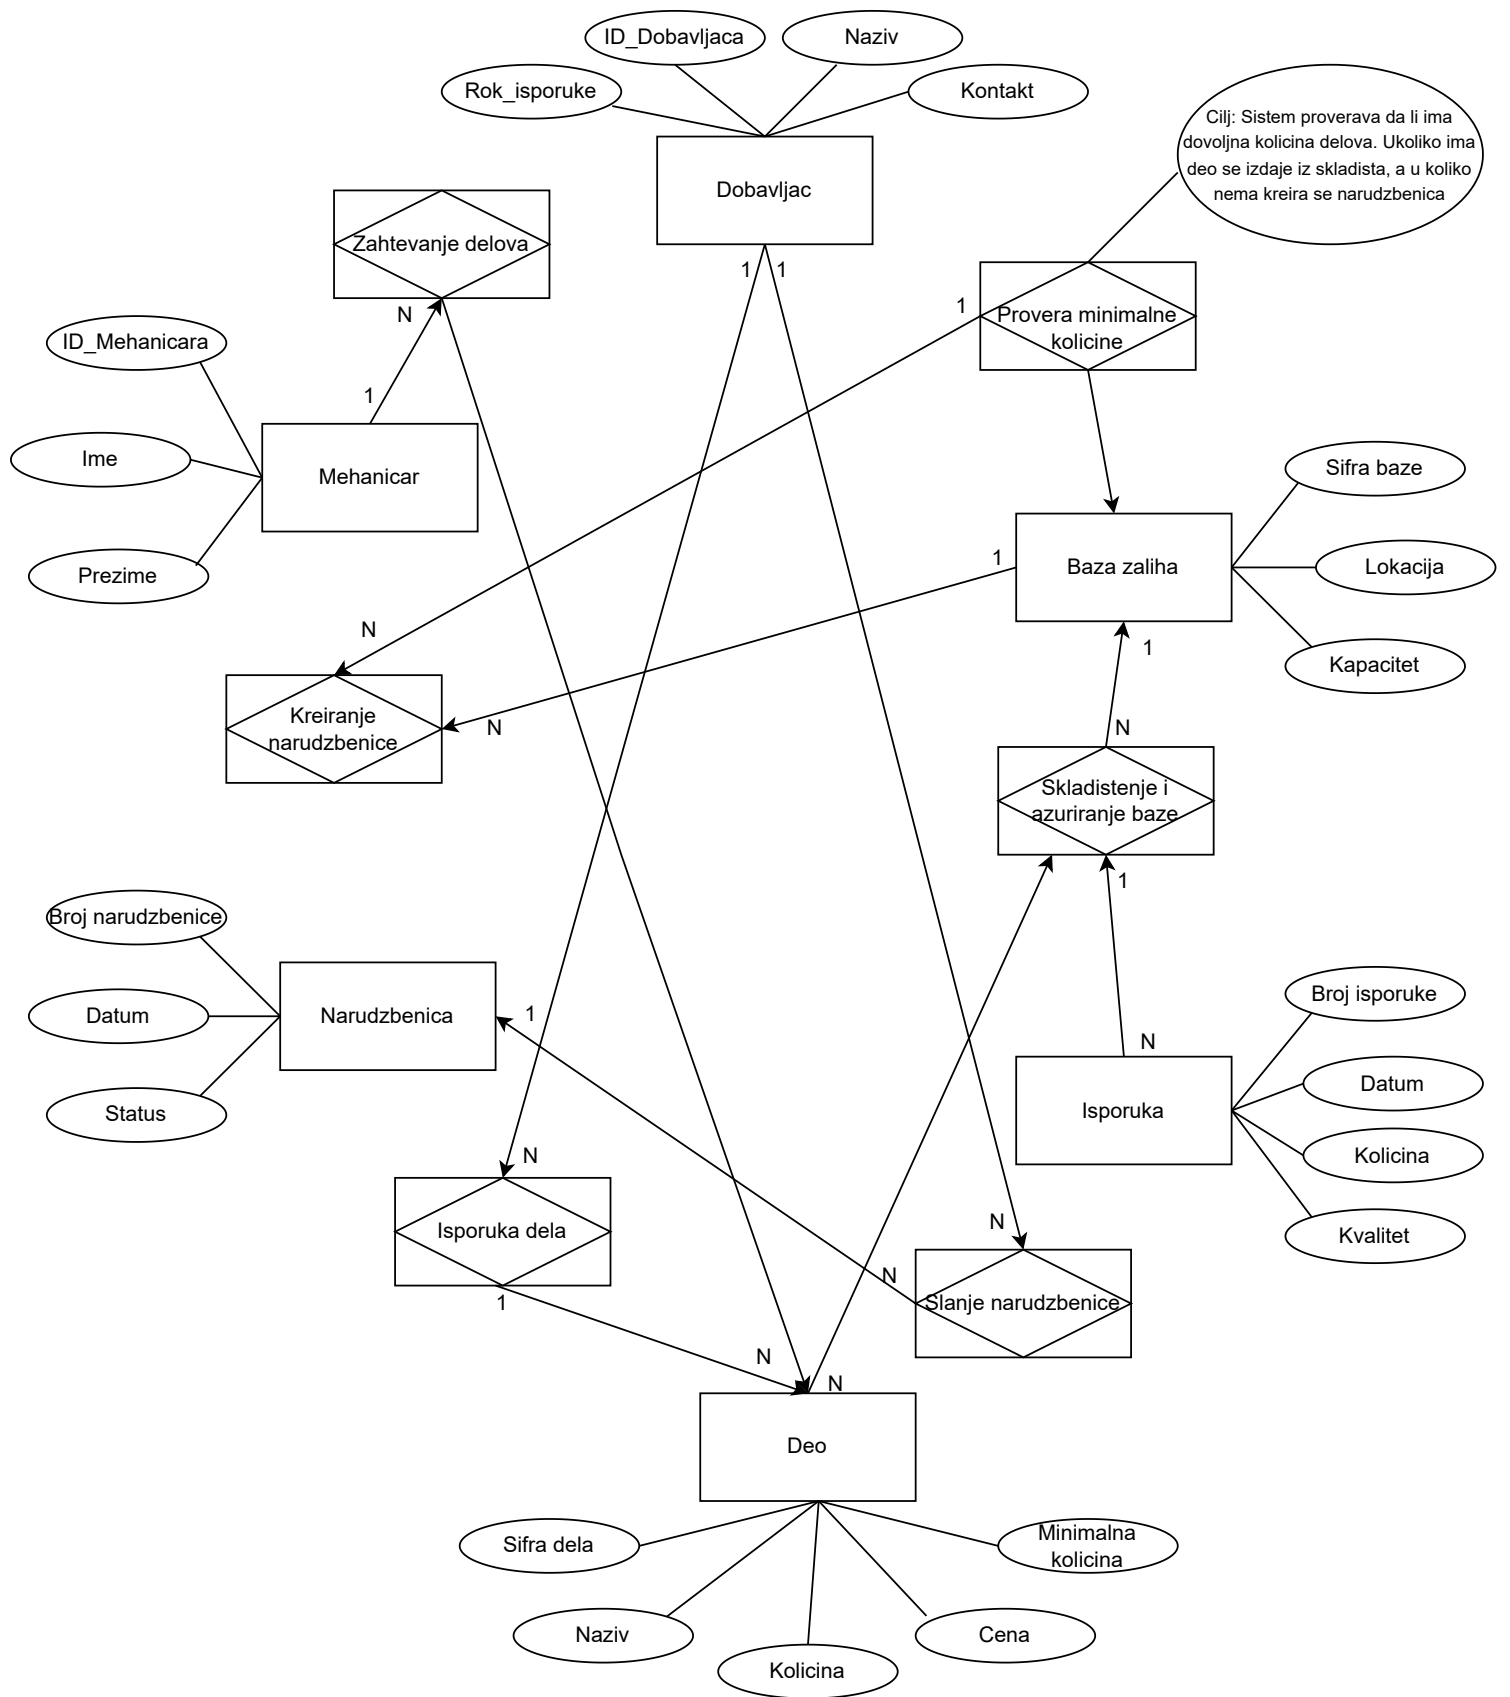 ID_Dobavljaca
Naziv
Rok_isporuke
Kontakt
Cilj: Sistem proverava da li ima
dovoljna kolicina delova. Ukoliko ima
deo se izdaje iz skladista, a u koliko
nema kreira se narudzbenica
Dobavljac
Zahtevanje delova
1
1
N
1
Provera minimalne
kolicine
ID_Mehanicara
1
Ime
Mehanicar
Sifra baze
Prezime
1
Baza zaliha
Lokacija
N
1
Kapacitet
Kreiranje
narudzbenice
N
N
Skladistenje i
azuriranje baze
1
Broj narudzbenice
Datum
Narudzbenica
1
Broj isporuke
N
Status
Isporuka
Datum
N
Kolicina
Isporuka dela
N
Kvalitet
N
Slanje narudzbenice
1
N
N
Deo
Sifra dela
Minimalna
kolicina
Naziv
Cena
Kolicina